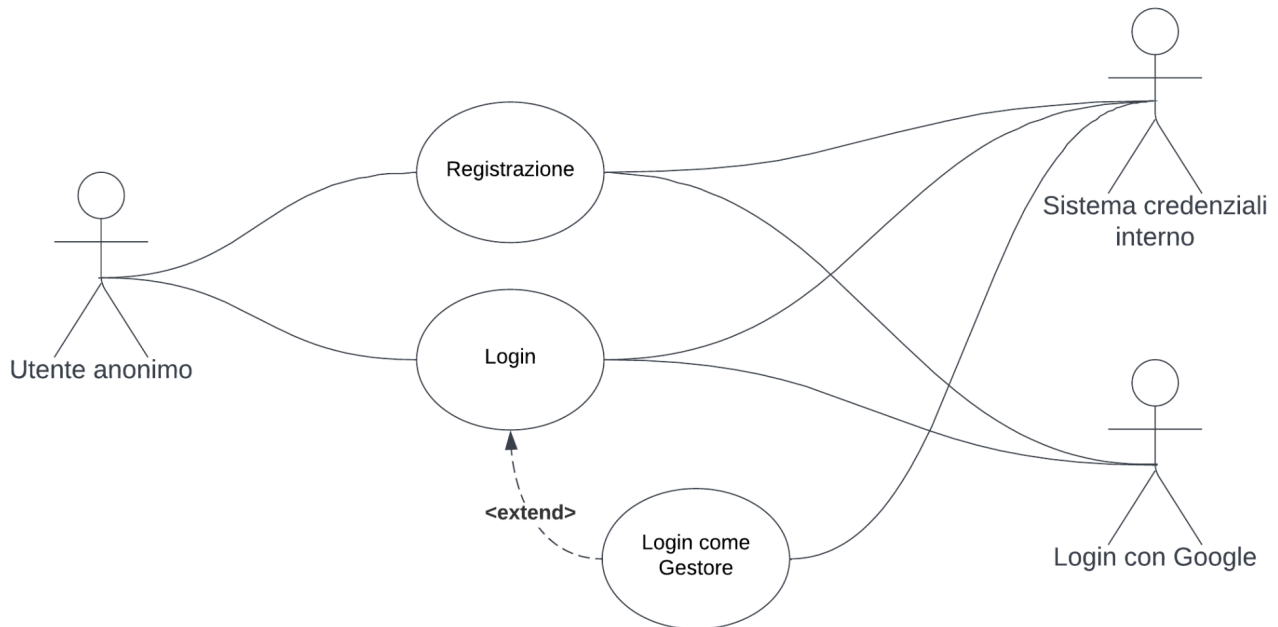 Registrazione
Sistema credenziali
interno
Login
Utente anonimo
<extend>
Login come
Gestore
Login con Google